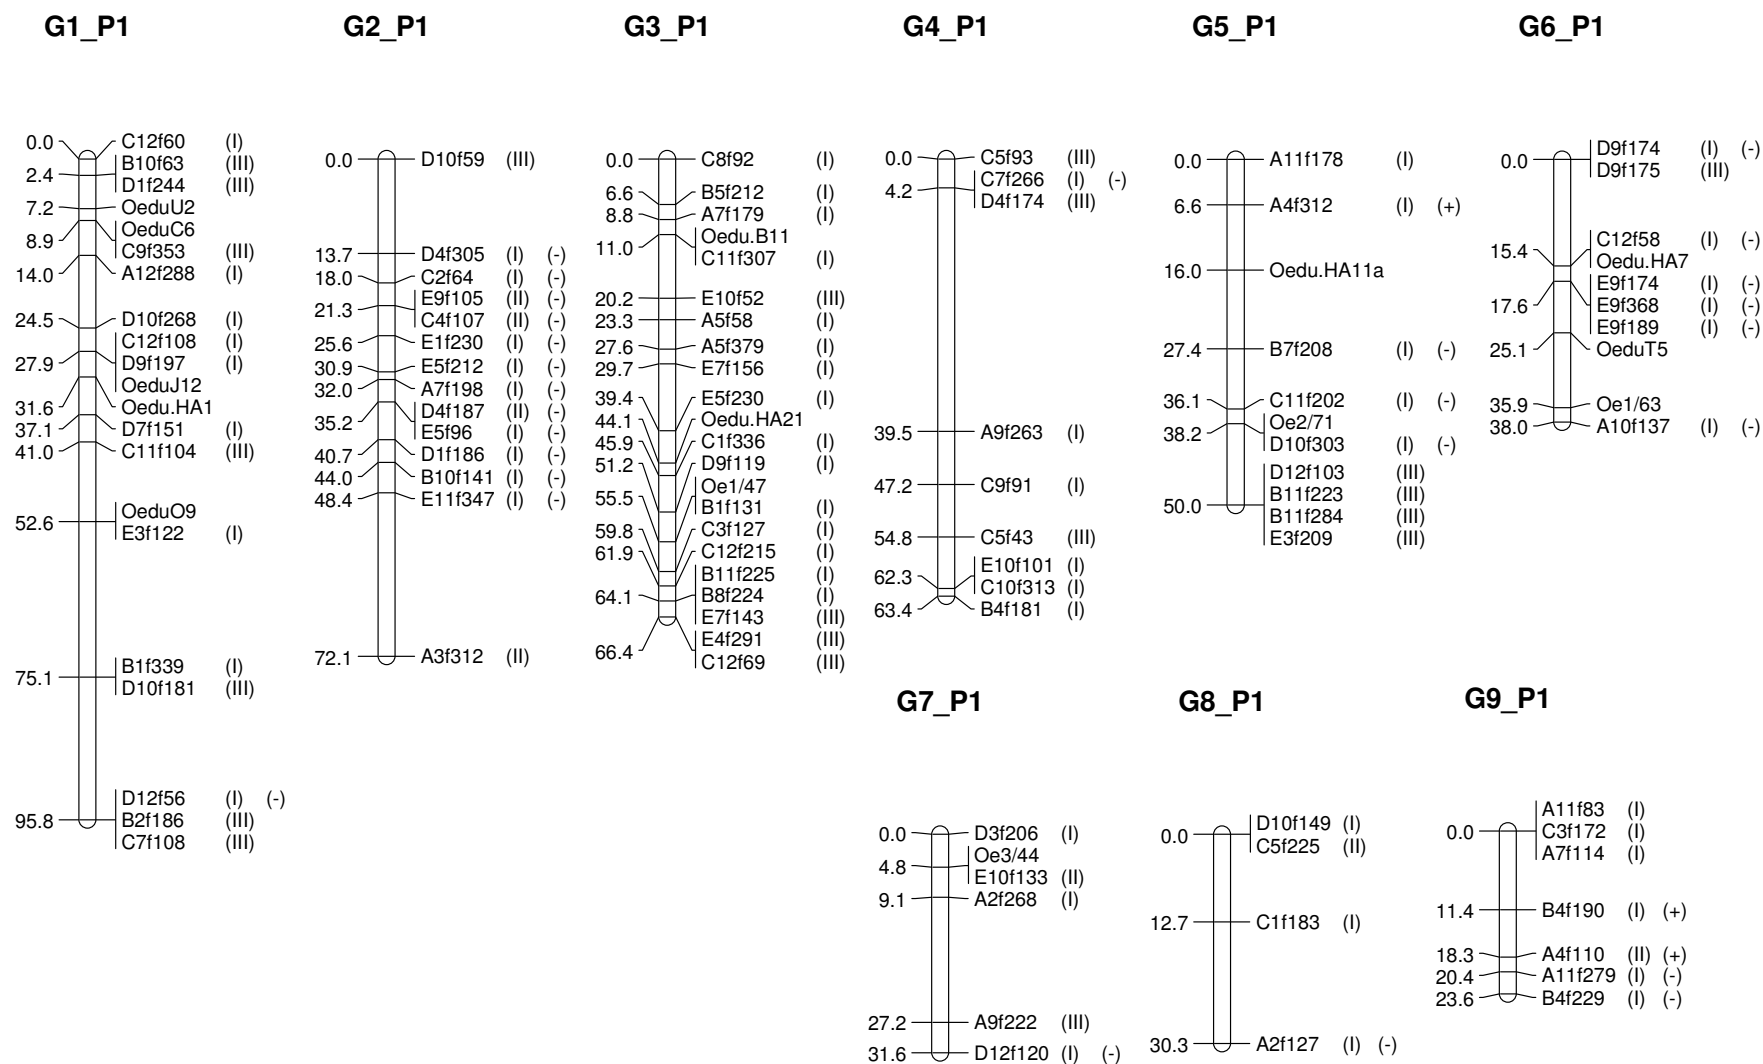 G1_P1 G2_P1 G3_P1 G4_P1 G5_P1 G6_P1
0.0 C12f60 (I)
B10f63 (III)
2.4
D1f244 (III)
7.2 OeduU2
OeduC6
8.9
C9f353 (III)
14.0 A12f288 (I)
24.5 D10f268 (I)
C12f108 (I)
27.9 D9f197 (I)
OeduJ12
31.6 Oedu.HA1
37.1 D7f151 (I)
41.0 C11f104 (III)
OeduO9
52.6
E3f122 (I)
B1f339 (I)
75.1
D10f181 (III)
D12f56 (I) (-)
95.8 B2f186 (III)
C7f108 (III)
0.0 D10f59 (III)
13.7 D4f305 (I) (-)
18.0 C2f64 (I) (-)
E9f105 (II) (-)
21.3
C4f107 (II) (-)
25.6 E1f230 (I) (-)
30.9 E5f212 (I) (-)
32.0 A7f198 (I) (-)
D4f187 (II) (-)
35.2
E5f96 (I) (-)
40.7 D1f186 (I) (-)
44.0 B10f141 (I) (-)
48.4 E11f347 (I) (-)
72.1 A3f312 (II)
0.0 C8f92 (I)
6.6 B5f212 (I)
8.8 A7f179 (I)
Oedu.B11
11.0
C11f307 (I)
20.2 E10f52 (III)
23.3 A5f58 (I)
27.6 A5f379 (I)
29.7 E7f156 (I)
39.4 E5f230 (I)
44.1 Oedu.HA21
45.9 C1f336 (I)
51.2 D9f119 (I)
Oe1/47
55.5
B1f131 (I)
59.8 C3f127 (I)
61.9 C12f215 (I)
B11f225 (I)
64.1 B8f224 (I)
E7f143 (III)
E4f291 (III)
66.4
C12f69 (III)
0.0 C5f93 (III)
C7f266 (I) (-)
4.2
D4f174 (III)
39.5 A9f263 (I)
47.2 C9f91 (I)
54.8 C5f43 (III)
E10f101 (I)
62.3
C10f313 (I)
63.4 B4f181 (I)
0.0 A11f178 (I)
6.6 A4f312 (I) (+)
16.0 Oedu.HA11a
27.4 B7f208 (I) (-)
36.1 C11f202 (I) (-)
Oe2/71
38.2
D10f303 (I) (-)
D12f103 (III)
B11f223 (III)
50.0
B11f284 (III)
E3f209 (III)
D9f174 (I) (-)
0.0
D9f175 (III)
C12f58 (I) (-)
15.4
Oedu.HA7
E9f174 (I) (-)
17.6 E9f368 (I) (-)
E9f189 (I) (-)
25.1 OeduT5
35.9 Oe1/63
38.0 A10f137 (I) (-)
G7_P1 G8_P1 G9_P1
0.0 D3f206 (I)
Oe3/44
4.8
E10f133 (II)
9.1 A2f268 (I)
27.2 A9f222 (III)
31.6 D12f120 (I) (-)
D10f149 (I)
0.0
C5f225 (II)
12.7 C1f183 (I)
30.3 A2f127 (I) (-)
A11f83 (I)
0.0 C3f172 (I)
A7f114 (I)
11.4 B4f190 (I) (+)
18.3 A4f110 (II) (+)
20.4 A11f279 (I) (-)
23.6 B4f229 (I) (-)